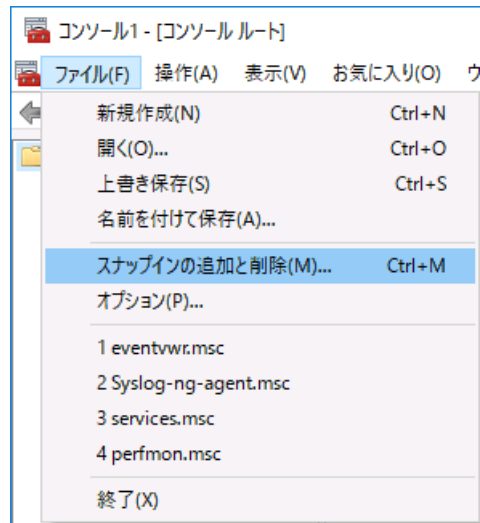 コンソール1 - [コンソール ルート]
ファイル(F) 操作(A) 表示(V) お気に入り(O) ウ
新規作成(N) Ctrl+N
開く(O)... Ctrl+O
上書き保存(S) Ctrl+S
名前を付けて保存(A)...
スナップインの追加と削除(M)... Ctrl+M
オプション(P)...
1 eventvwr.msc
2 Syslog-ng-agent.msc
3 services.msc
4 perfmon.msc
終了(X)